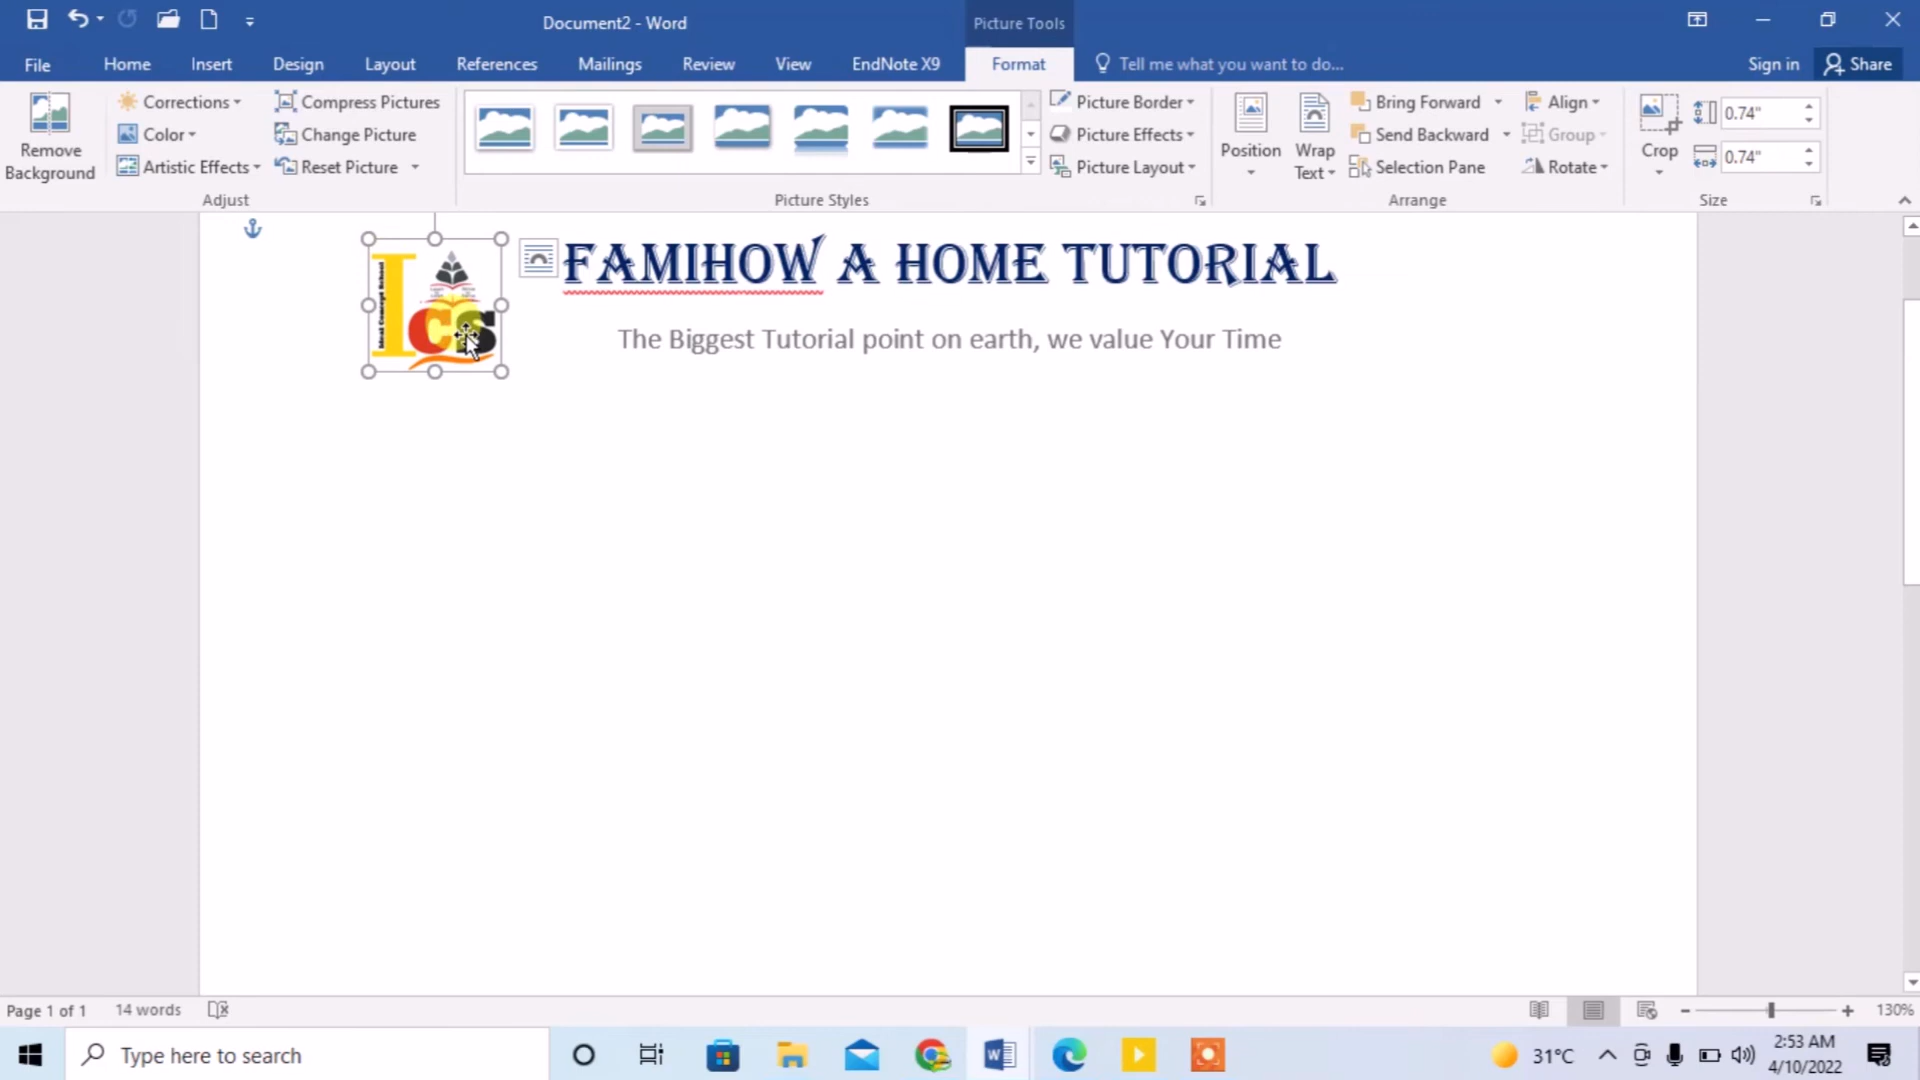 Document2 - Word
Picture Tools
File
Home
Insert
Design
Layout
References
Mailings
Review
View
EndNote X9
Format
Tell me what you want to do...
Sign in
Share
Remove Background
Corrections
Color
Artistic Effects
Compress Pictures
Change Picture
Reset Picture
Adjust
Picture Styles
Picture Border
Picture Effects
Picture Layout
Position
Wrap Text
Bring Forward
Send Backward
Selection Pane
Align
Group
Rotate
Arrange
Crop
0.74"
0.74"
Size
Ideal Concept School
Ics
FAMIHOW A HOME TUTORIAL
The Biggest Tutorial point on earth, we value Your Time
Page 1 of 1
14 words
130%
Type here to search
31°C
2:53 AM
4/10/2022